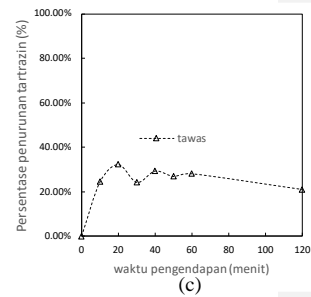 100.00%
80.00%
60.00%
40.00%
20.00%
0.00%
Persentase penurunan tartrazin (%)
tawas
0 20 40 60 80 100 120
waktu pengendapan (menit)
(c)